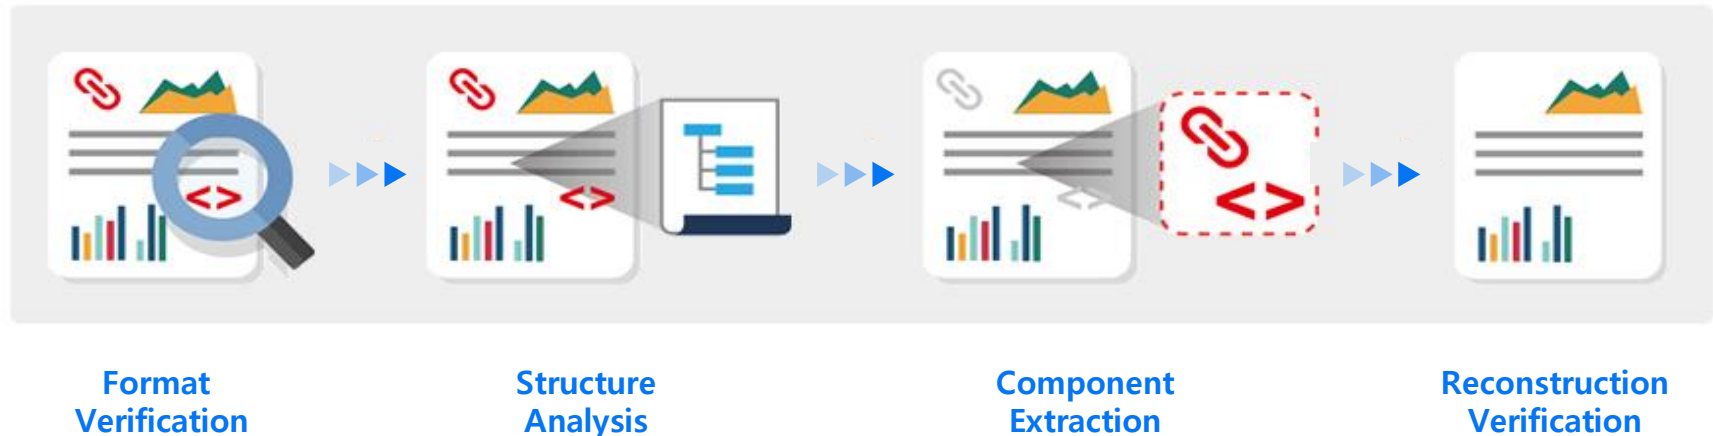 Format
Verification
Structure
Analysis
Component
Extraction
Reconstruction
Verification